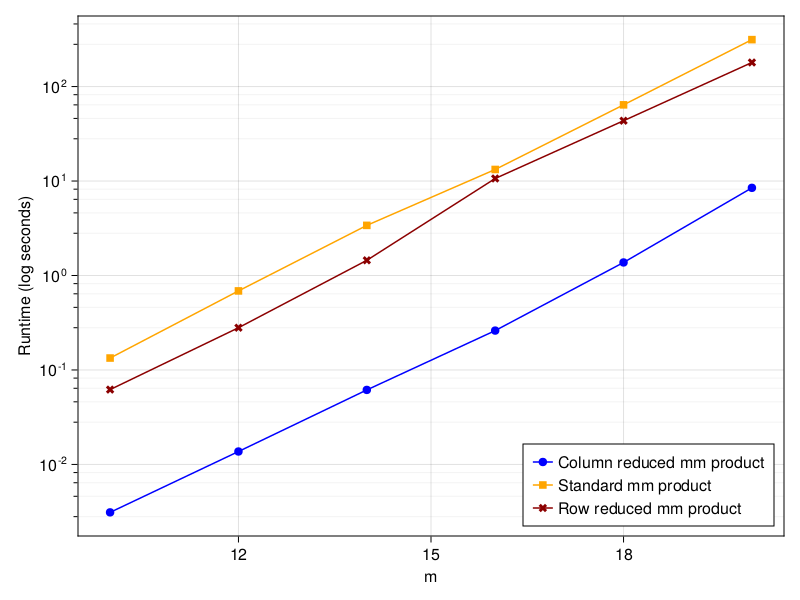 Runtime (log seconds)
10²
10¹
10⁰
10⁻¹
10⁻²
12 15 18
m
Column reduced mm product
Standard mm product
Row reduced mm product